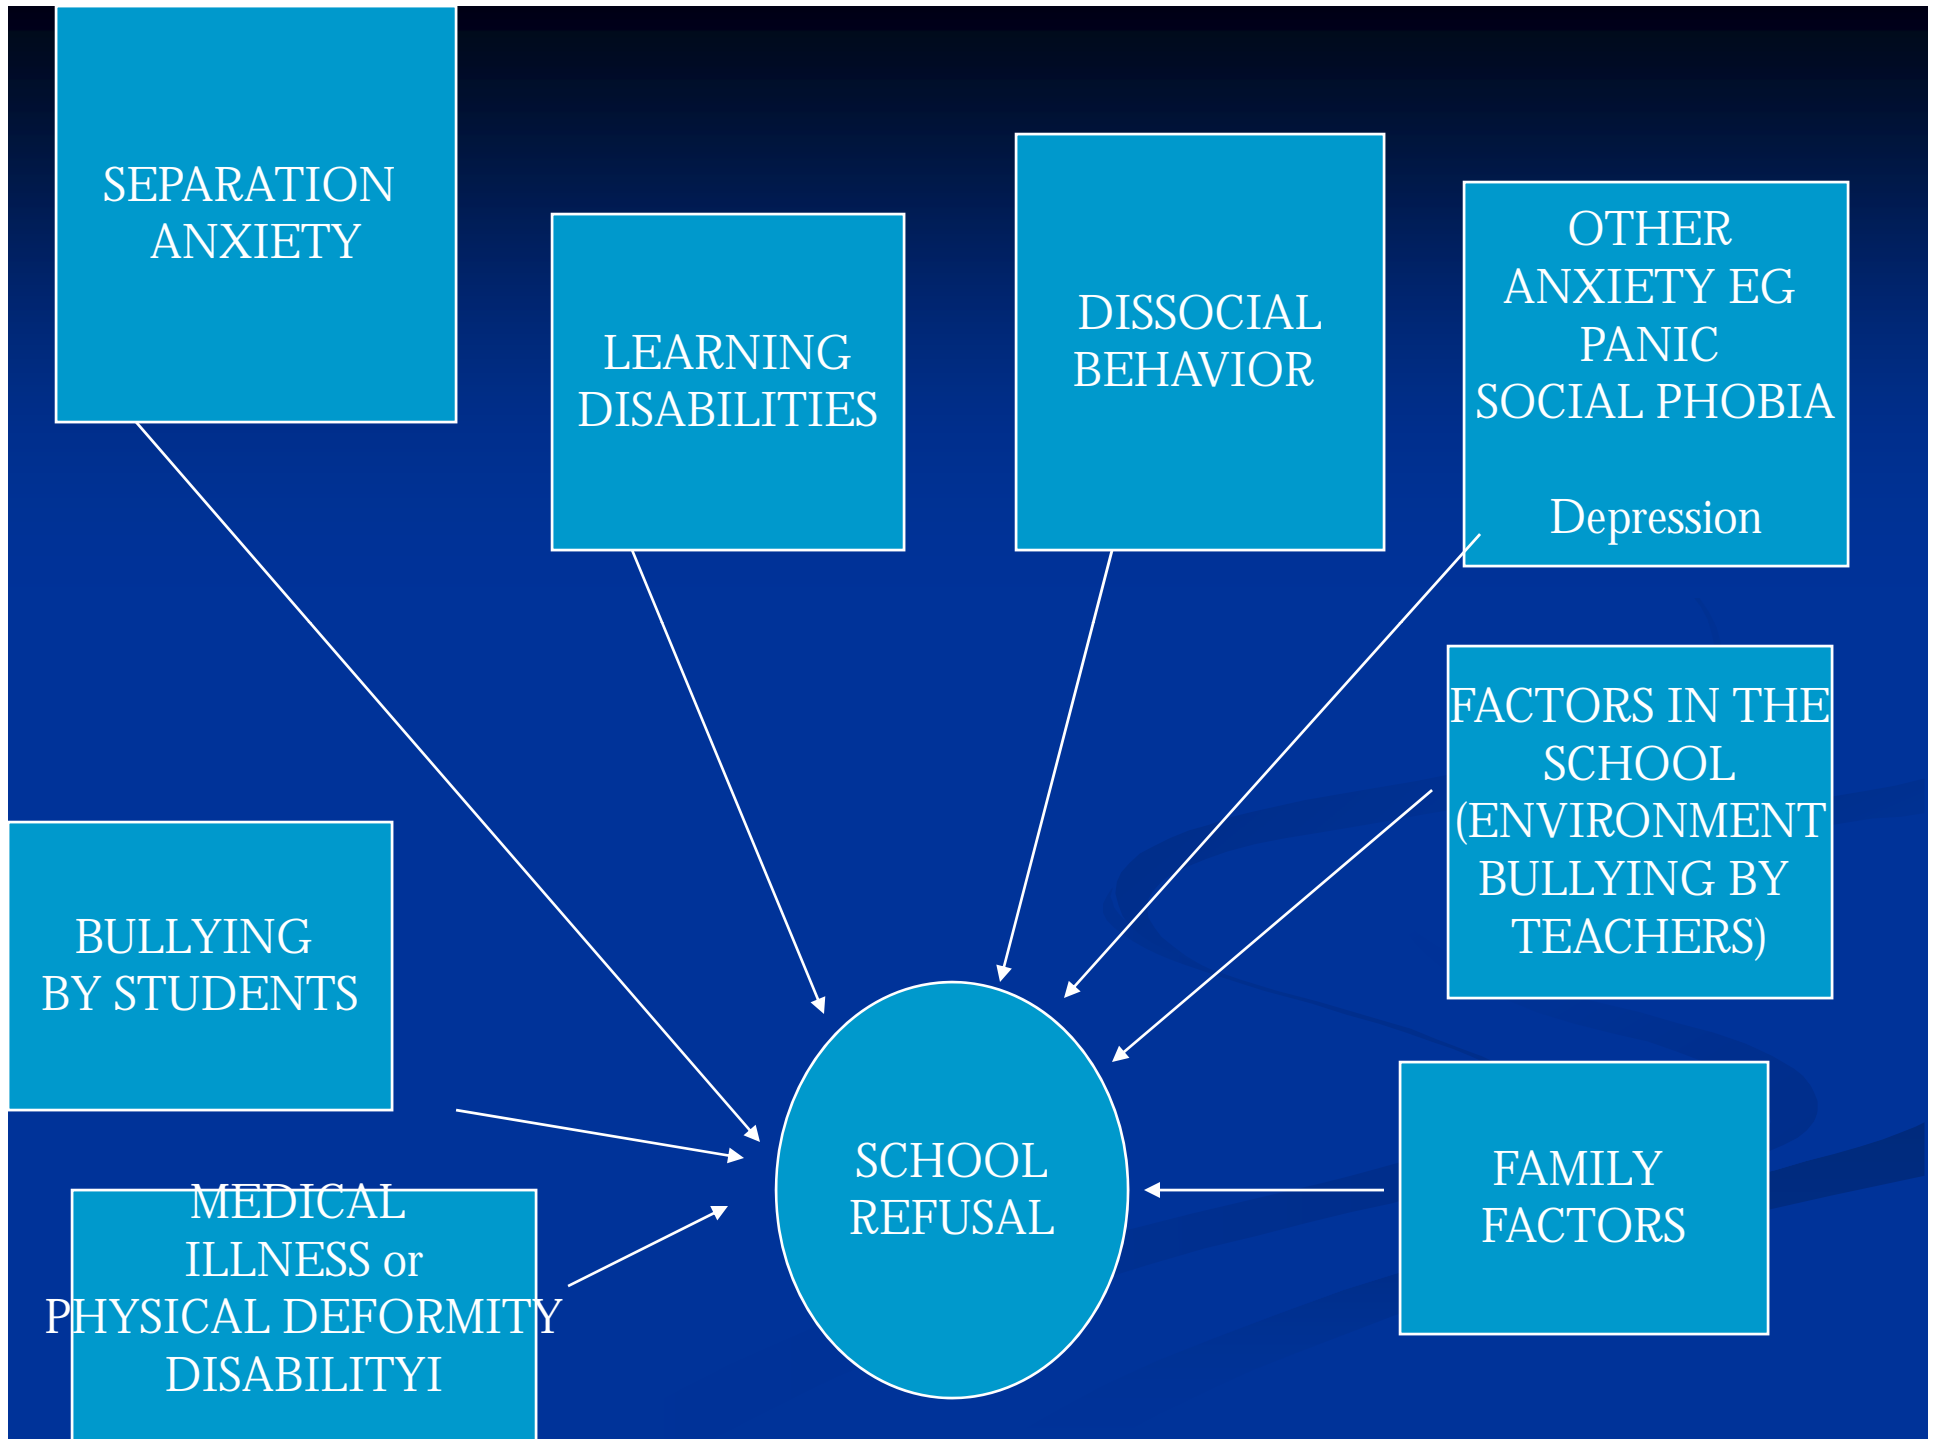 SEPARATION
ANXIETY
LEARNING
DISABILITIES
DISSOCIAL
BEHAVIOR
OTHER
ANXIETY EG
PANIC
SOCIAL PHOBIA
Depression
FACTORS IN THE
SCHOOL
(ENVIRONMENT
BULLYING BY
TEACHERS)
BULLYING
BY STUDENTS
SCHOOL
REFUSAL
FAMILY
FACTORS
MEDICAL
ILLNESS or
PHYSICAL DEFORMITY
DISABILITYI